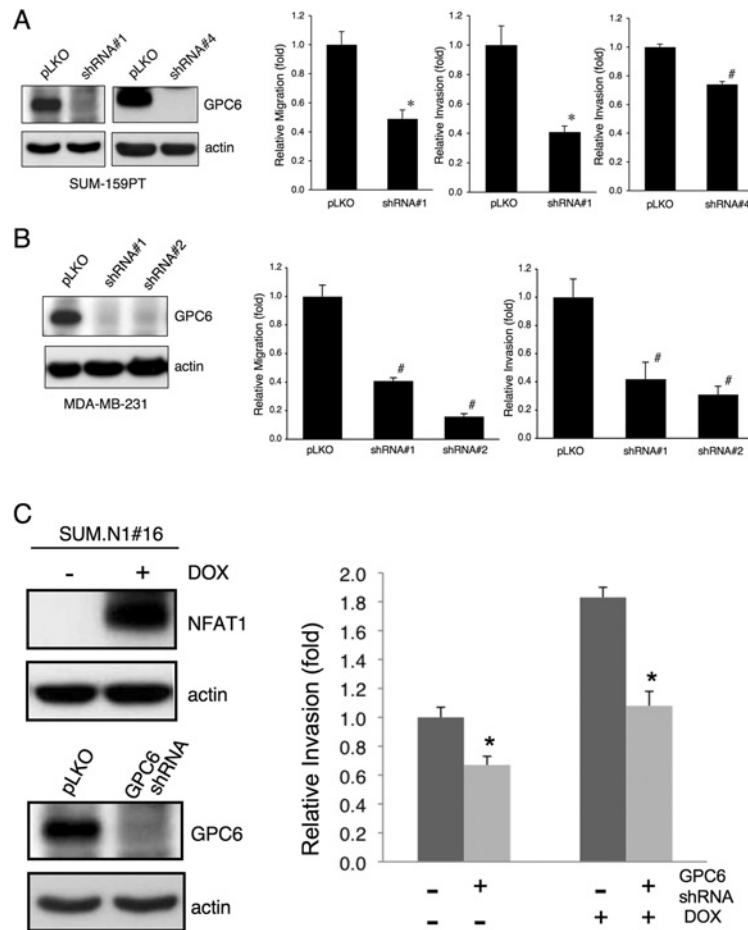 A
pLKO
shRNA#1
pLKO
shRNA#4
GPC6
actin
SUM-159PT
Relative Migration (fold)
1.2
1.0
0.8
0.6
0.4
0.2
0.0
*
pLKO
shRNA#1
Relative Invasion (fold)
1.2
1.0
0.8
0.6
0.4
0.2
0.0
*
pLKO
shRNA#1
Relative Invasion (fold)
1.2
1.0
0.8
0.6
0.4
0.2
0.0
#
pLKO
shRNA#4
B
pLKO
shRNA#1
shRNA#2
GPC6
actin
MDA-MB-231
Relative Migration (fold)
1.2
1.0
0.8
0.6
0.4
0.2
0.0
#
#
pLKO
shRNA#1
shRNA#2
Relative Invasion (fold)
1.2
1.0
0.8
0.6
0.4
0.2
0.0
#
#
pLKO
shRNA#1
shRNA#2
C
SUM.N1#16
- + DOX
NFAT1
actin
pLKO
GPC6
shRNA
GPC6
actin
Relative Invasion (fold)
2.0
1.8
1.6
1.4
1.2
1.0
0.8
0.6
0.4
0.2
0.0
*
*
- + - + GPC6
shRNA
- - + + DOX